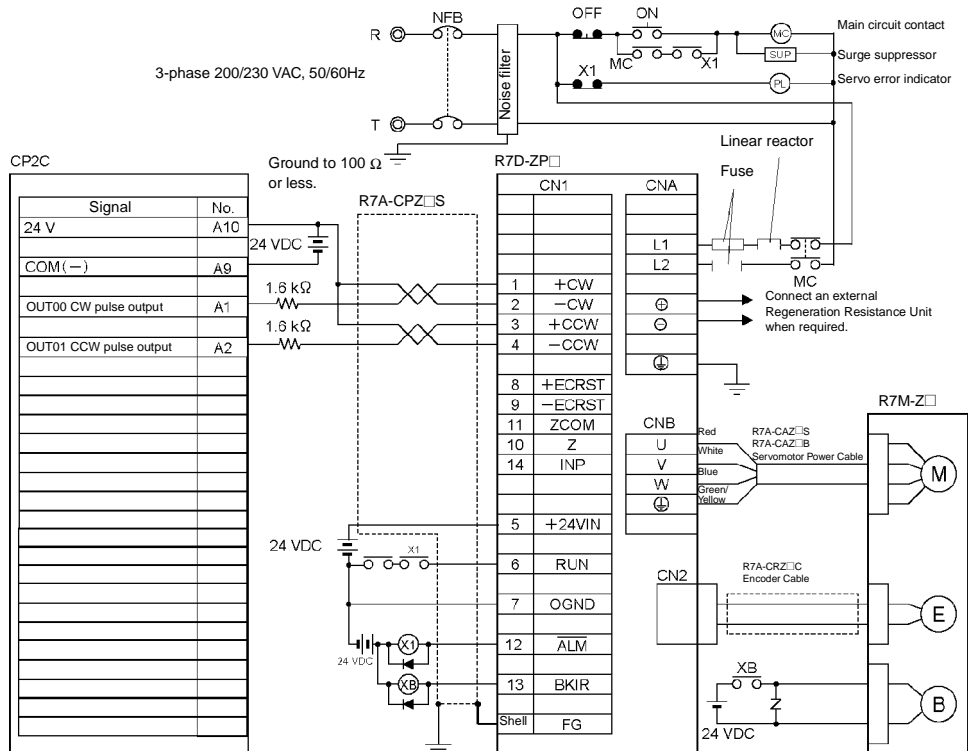 NFB
OFF
ON
R
MC
Main circuit contact
SUP
Surge suppressor
MC
X1
3-phase 200/230 VAC, 50/60Hz
Noise filter
X1
PL
Servo error indicator
T
Linear reactor
CP2C
Ground to 100 Ω
or less.
R7D-ZP□
Fuse
R7A-CPZ□S
CN1
CNA
Signal No.
24 V A10
24 VDC
L1
COM(−) A9
L2
MC
1.6 kΩ
1 +CW
OUT00 CW pulse output A1
2 −CW
⊕
Connect an external
Regeneration Resistance Unit
when required.
1.6 kΩ
3 +CCW
⊖
OUT01 CCW pulse output A2
4 −CCW
8 +ECRST
9 −ECRST
R7M-Z□
11 ZCOM
CNB
10 Z
U
Red
R7A-CAZ□S
R7A-CAZ□B
Servomotor Power Cable
14 INP
V
White
W
Blue
Green/
Yellow
M
5 +24VIN
24 VDC
X1
6 RUN
CN2
R7A-CRZ□C
Encoder Cable
7 OGND
E
24 VDC
X1
12 ALM
XB
13 BKIR
XB
B
Shell FG
24 VDC